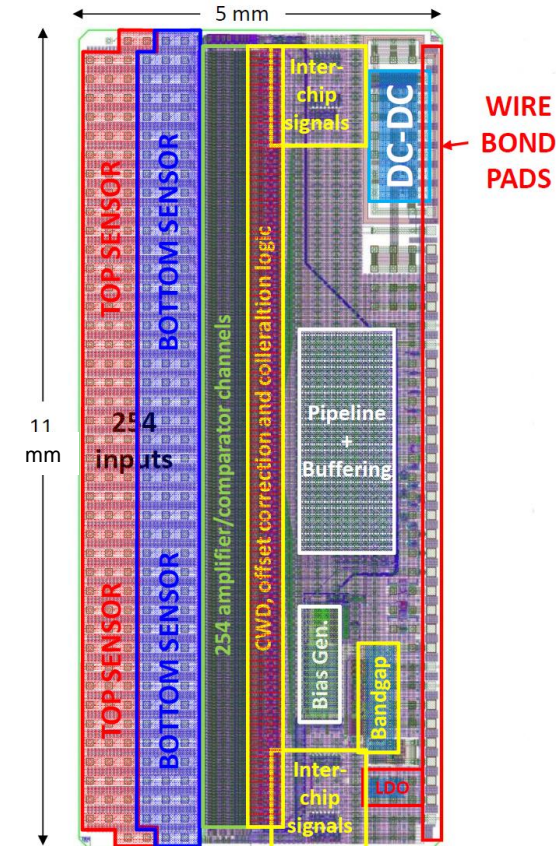 5 mm
Inter-
chip
signals
DC-DC
WIRE
BOND
PADS
TOP SENSOR
BOTTOM SENSOR
254 amplifier/comparator channels
CWD, offset correction and colleraltion logic
11
mm
254
inputs
Pipeline
+
Buffering
TOP SENSOR
BOTTOM SENSOR
Bias Gen.
Bandgap
Inter-
chip
signals
LDO